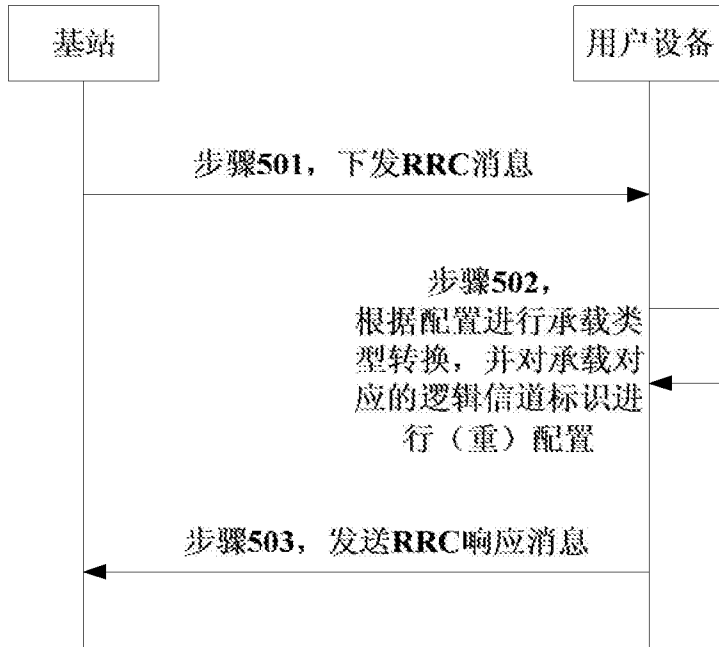 基站
用户设备
步骤501，下发RRC消息
步骤502，
根据配置进行承载类
型转换，并对承载对
应的逻辑信道标识进
行（重）配置
步骤503，发送RRC响应消息